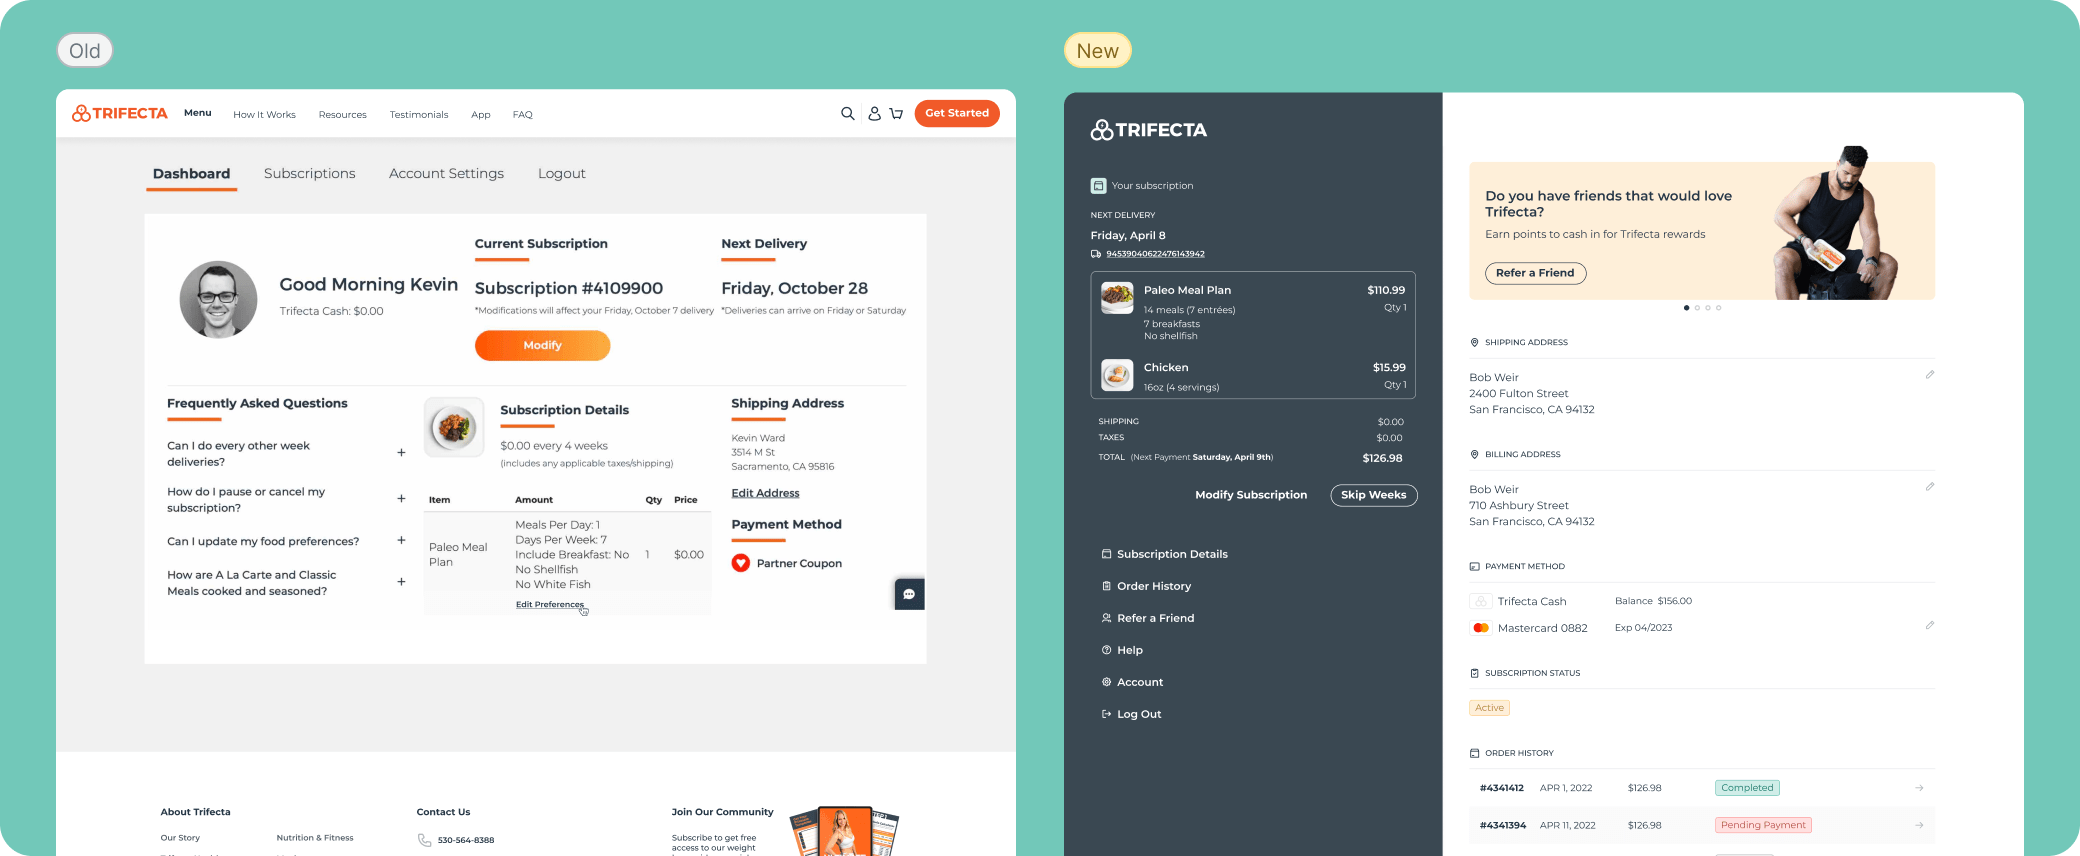 Old
TRIFECTA
Menu
How It Works
Resources
Testimonials
App
FAQ
Get Started
Dashboard
Subscriptions
Account Settings
Logout
Good Morning Kevin
Trifecta Cash: $0.00
Current Subscription
Subscription #4109900
*Modifications will affect your Friday, October 7 delivery
Modify
Next Delivery
Friday, October 28
*Deliveries can arrive on Friday or Saturday
Frequently Asked Questions
Can I do every other week
deliveries?
+
How do I pause or cancel my
subscription?
+
Can I update my food preferences?
+
How are A La Carte and Classic
Meals cooked and seasoned?
+
Subscription Details
$0.00 every 4 weeks
(includes any applicable taxes/shipping)
Item Amount Qty Price
Paleo Meal
Plan
Meals Per Day: 1
Days Per Week: 7
Include Breakfast: No
No Shellfish
No White Fish
1
$0.00
Edit Preferences
Shipping Address
Kevin Ward
3514 M St
Sacramento, CA 95816
Edit Address
Payment Method
Partner Coupon
About Trifecta
Our Story
Nutrition & Fitness
Contact Us
530-564-8388
Join Our Community
Subscribe to get free
access to our weight
New
TRIFECTA
Your subscription
NEXT DELIVERY
Friday, April 8
94539040622476143942
Paleo Meal Plan $110.99
14 meals (7 entrées) Qty 1
7 breakfasts
No shellfish
Chicken $15.99
16oz (4 servings) Qty 1
SHIPPING $0.00
TAXES $0.00
TOTAL (Next Payment Saturday, April 9th) $126.98
Modify Subscription
Skip Weeks
Subscription Details
Order History
Refer a Friend
Help
Account
Log Out
Do you have friends that would love
Trifecta?
Earn points to cash in for Trifecta rewards
Refer a Friend
SHIPPING ADDRESS
Bob Weir
2400 Fulton Street
San Francisco, CA 94132
BILLING ADDRESS
Bob Weir
710 Ashbury Street
San Francisco, CA 94132
PAYMENT METHOD
Trifecta Cash Balance $156.00
Mastercard 0882 Exp 04/2023
SUBSCRIPTION STATUS
Active
ORDER HISTORY
#4341412 APR 1, 2022 $126.98 Completed
#4341394 APR 11, 2022 $126.98 Pending Payment